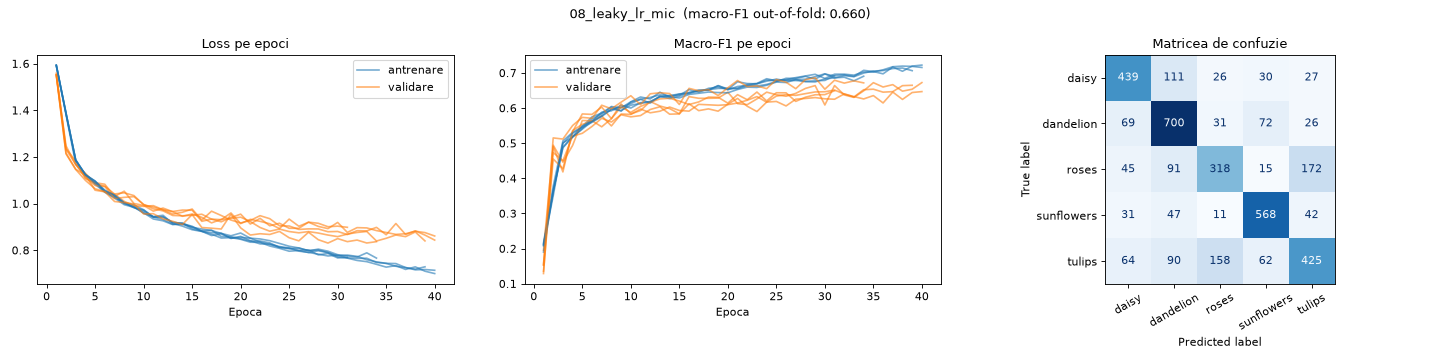 08_leaky_lr_mic (macro-F1 out-of-fold: 0.660)
Loss pe epoci
1.6
1.4
1.2
1.0
0.8
0 5 10 15 20 25 30 35 40
Epoca
antrenare
validare
Macro-F1 pe epoci
0.7
0.6
0.5
0.4
0.3
0.2
0.1
0 5 10 15 20 25 30 35 40
Epoca
antrenare
validare
Matricea de confuzie
True label
daisy 439 111 26 30 27
dandelion 69 700 31 72 26
roses 45 91 318 15 172
sunflowers 31 47 11 568 42
tulips 64 90 158 62 425
daisy dandelion roses sunflowers tulips
Predicted label